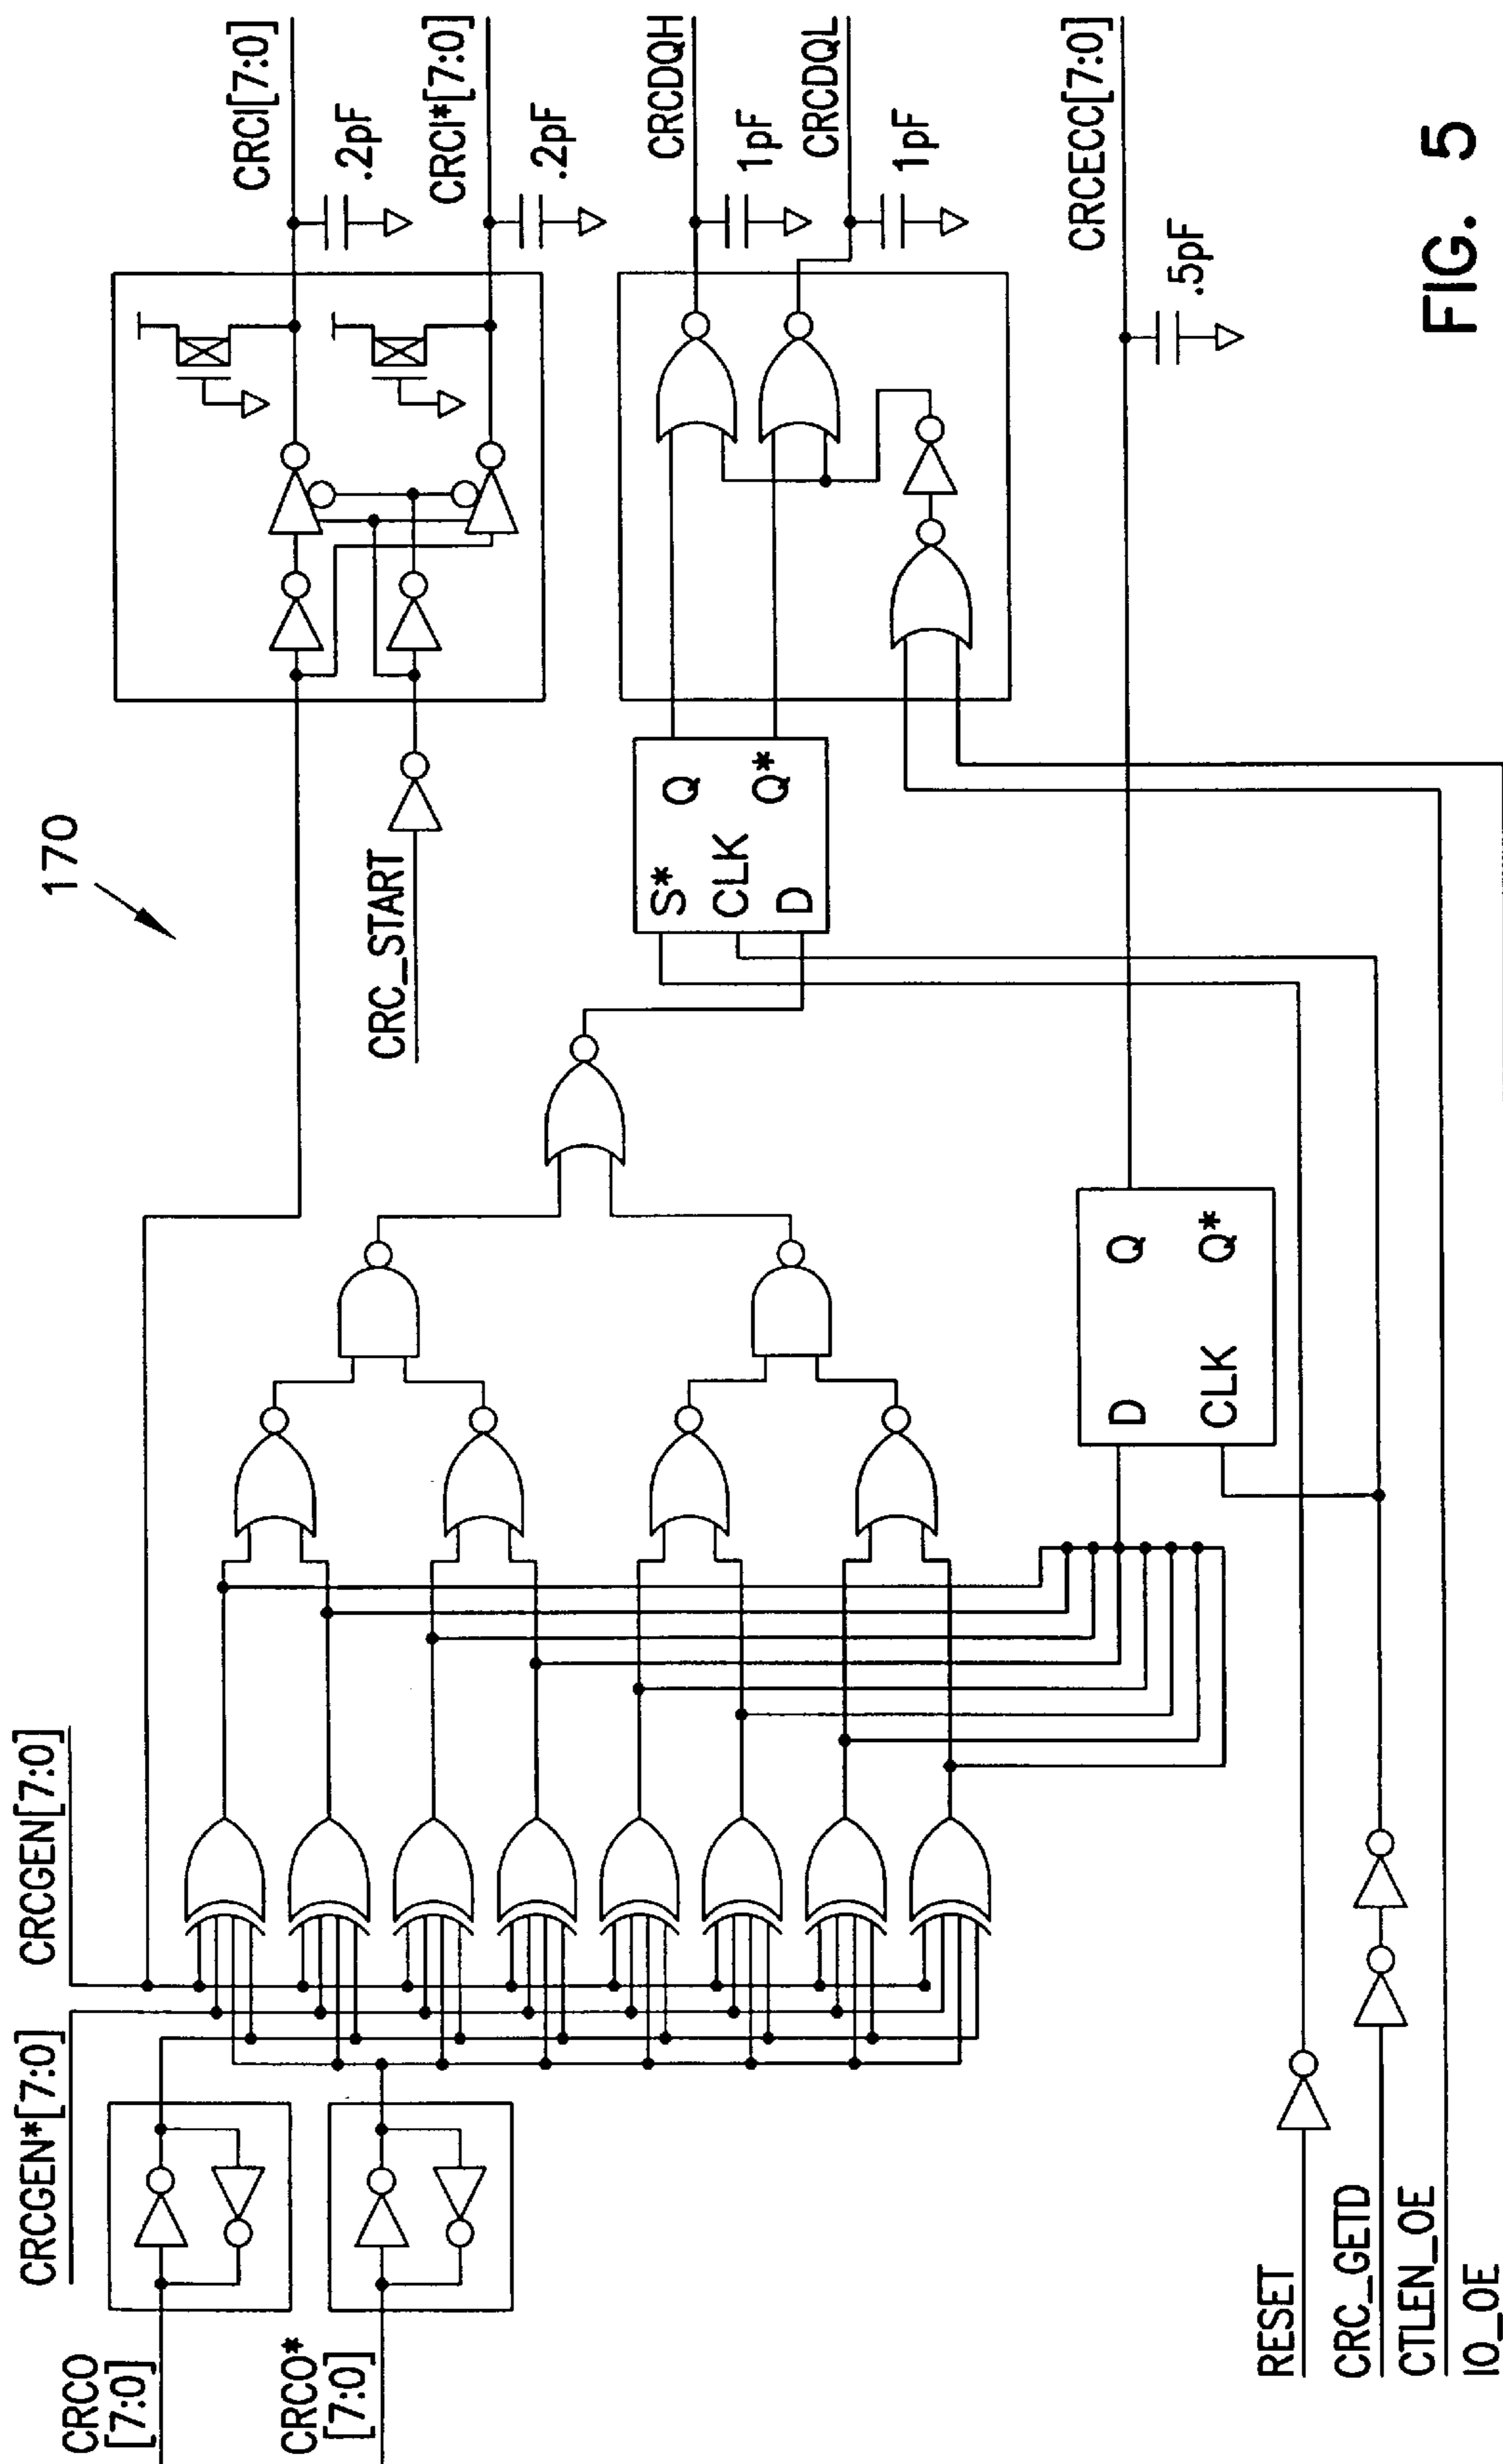 170
CRCGEN*[7:0]
CRCGEN[7:0]
CRCO
[7:0]
CRCO*
[7:0]
CRC_START
CRCI[7:0]
.2pF
CRCI*[7:0]
.2pF
S*
Q
CLK
D
Q*
CRCDQH
1pF
CRCDQL
1pF
D
Q
CLK
Q*
CRCECC[7:0]
.5pF
RESET
CRC_GETD
CTLEN_OE
IO_OE
FIG. 5